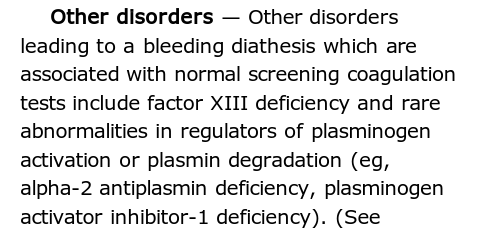 Other disorders — Other disorders
leading to a bleeding diathesis which are
associated with normal screening coagulation
tests include factor XIII deficiency and rare
abnormalities in regulators of plasminogen
activation or plasmin degradation (eg,
alpha-2 antiplasmin deficiency, plasminogen
activator inhibitor-1 deficiency). (See